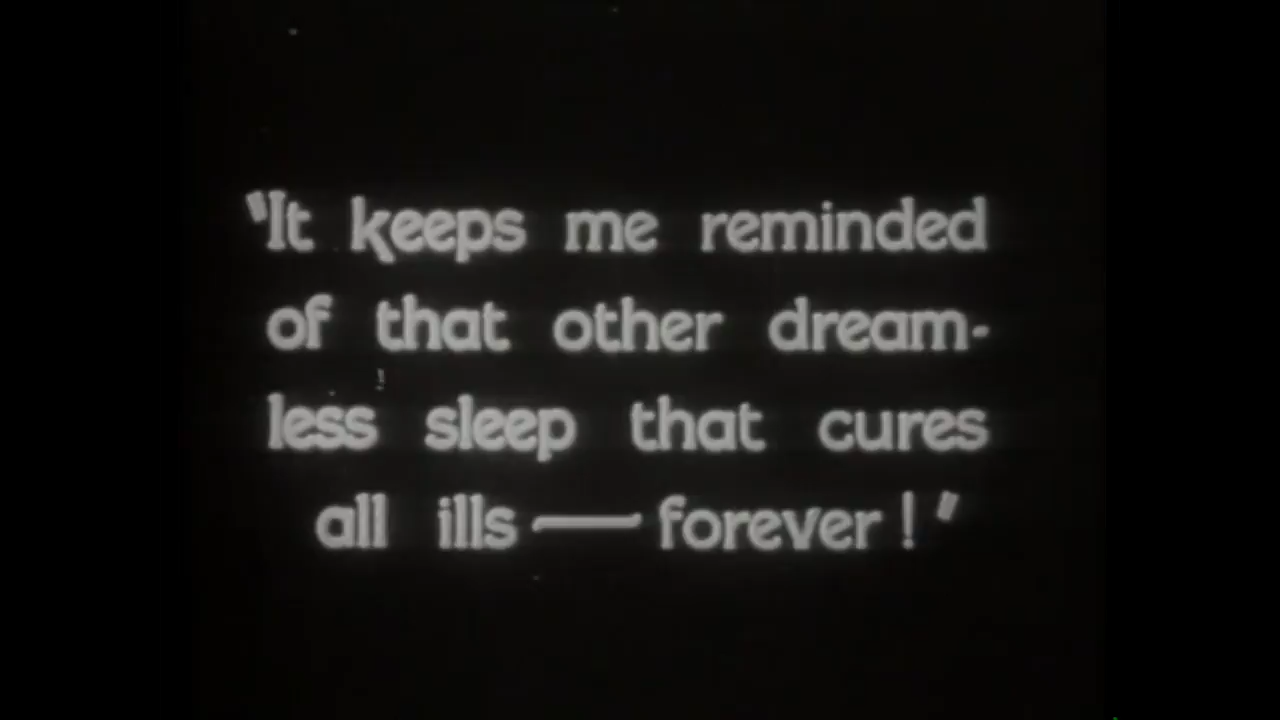 "It keeps me reminded
of that other dream-
less sleep that cures
all ills—forever!"